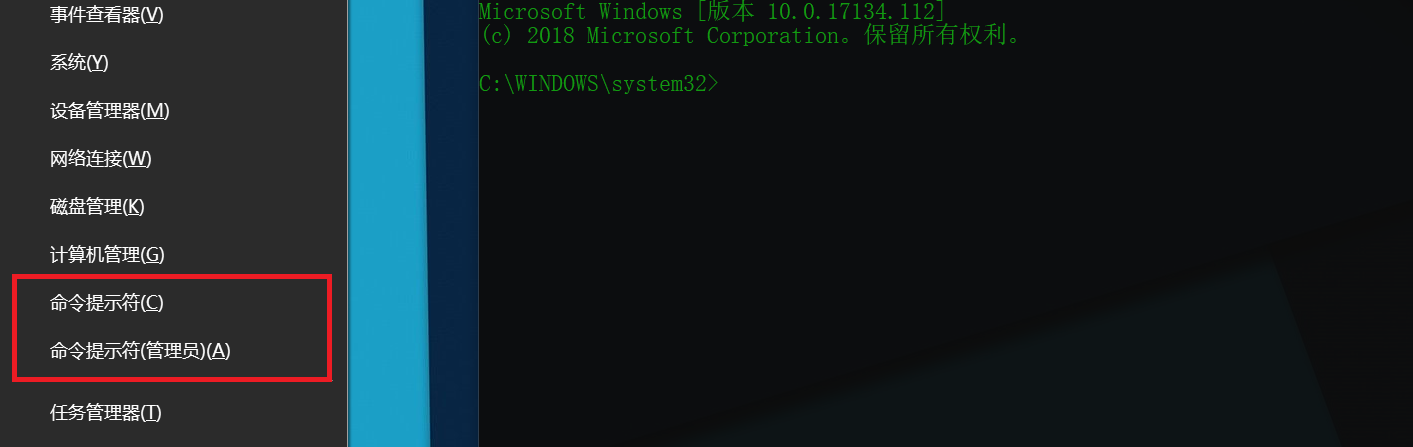 事件查看器(V)
系统(Y)
设备管理器(M)
网络连接(W)
磁盘管理(K)
计算机管理(G)
命令提示符(C)
命令提示符(管理员)(A)
任务管理器(T)
Microsoft Windows [版本 10.0.17134.112]
(c) 2018 Microsoft Corporation。保留所有权利。
C:\WINDOWS\system32>